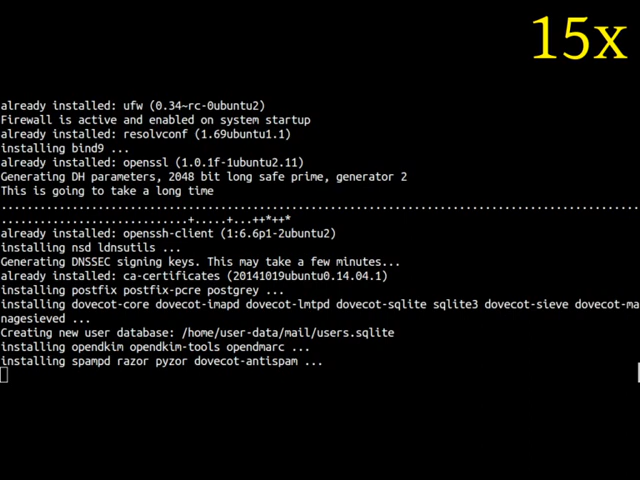 15x
already installed: ufw (0.34~rc-0ubuntu2)
Firewall is active and enabled on system startup
already installed: resolvconf (1.69ubuntu1.1)
installing bind9 ...
already installed: openssl (1.0.1f-1ubuntu2.11)
Generating DH parameters, 2048 bit long safe prime, generator 2
This is going to take a long time
...................................................................................................
.............................+.....+...++*++*
already installed: openssh-client (1:6.6p1-2ubuntu2)
installing nsd ldnsutils ...
Generating DNSSEC signing keys. This may take a few minutes...
already installed: ca-certificates (20141019ubuntu0.14.04.1)
installing postfix postfix-pcre postgrey ...
installing dovecot-core dovecot-imapd dovecot-lmtpd dovecot-sqlite sqlite3 dovecot-sieve dovecot-ma
nagesieved ...
Creating new user database: /home/user-data/mail/users.sqlite
installing opendkim opendkim-tools opendmarc ...
installing spampd razor pyzor dovecot-antispam ...